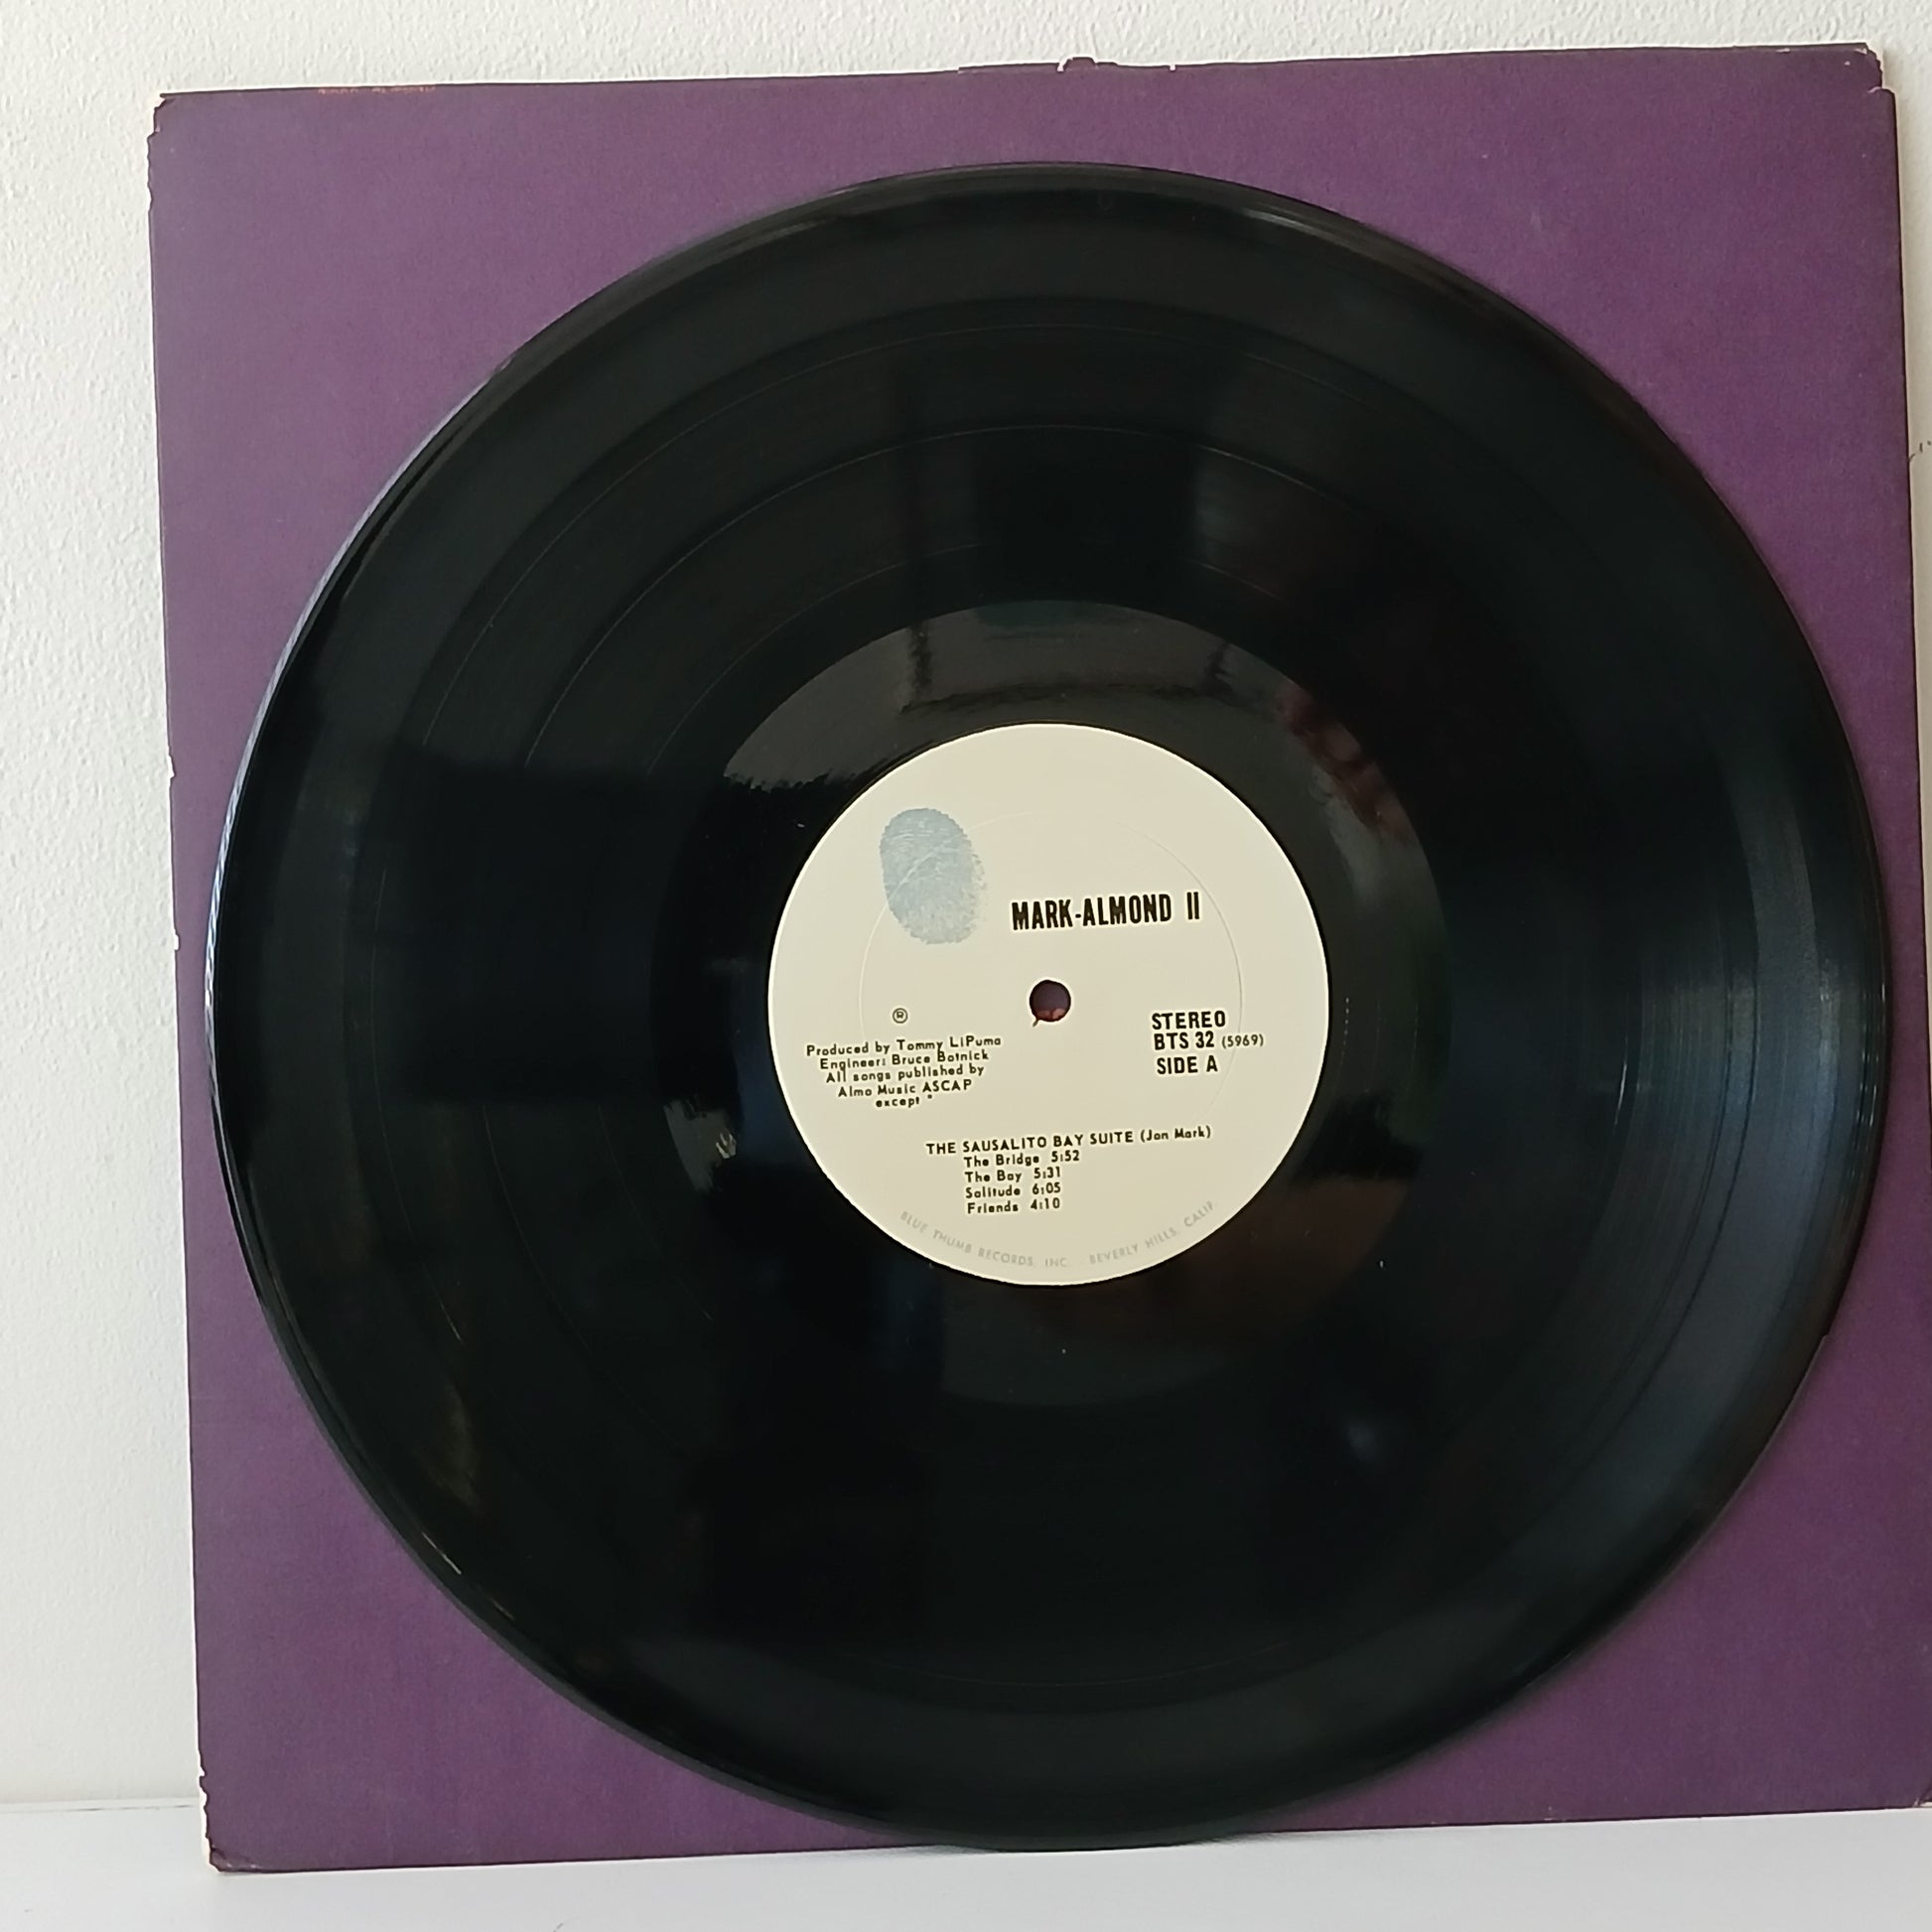 MARK-ALMOND
MARK-ALMOND II
®
Produced by Tommy LiPuma
Engineer: Bruce Botnick
All songs published by
Almo Music ASCAP
except *
STEREO
BTS 32 (5969)
SIDE A
THE SAUSALITO BAY SUITE (Jon Mark)
The Bridge 5:52
The Bay 5:31
Solitude 6:05
Friends 4:10
BLUE THUMB RECORDS, INC. · BEVERLY HILLS, CALIF.